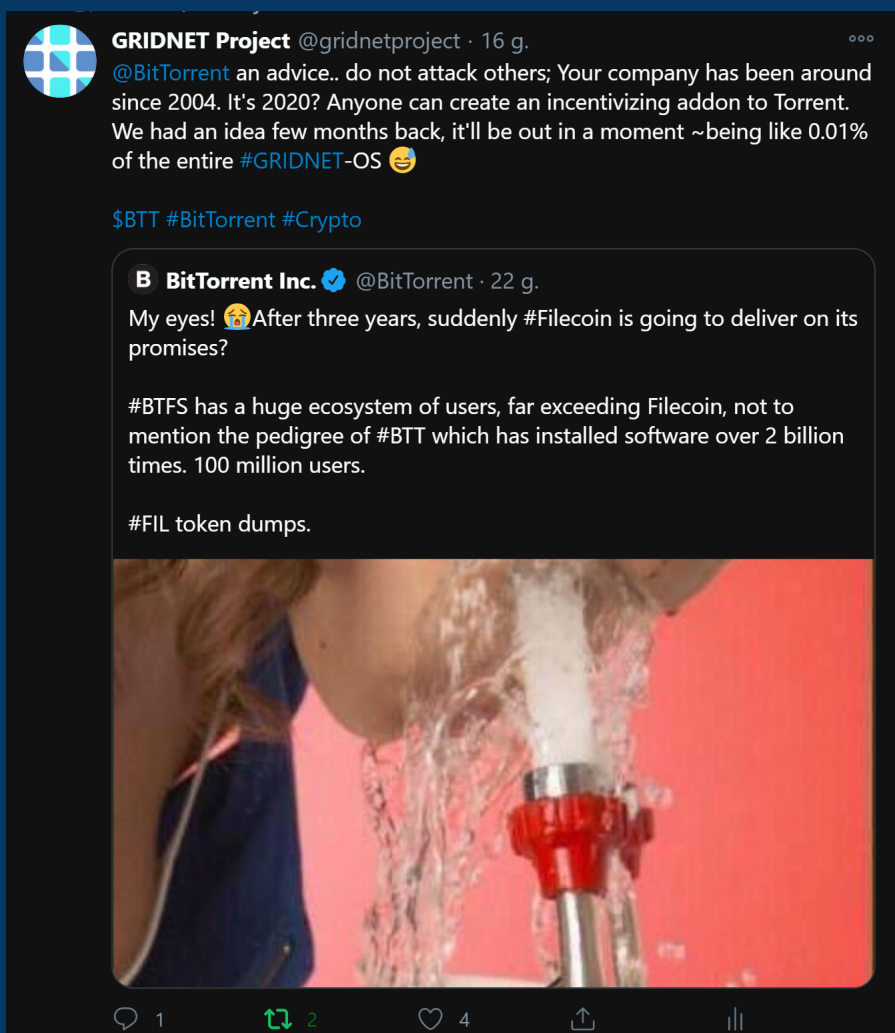 GRIDNET Project @gridnetproject · 16 g.
@BitTorrent an advice.. do not attack others; Your company has been around
since 2004. It's 2020? Anyone can create an incentivizing addon to Torrent.
We had an idea few months back, it'll be out in a moment ~being like 0.01%
of the entire #GRIDNET-OS 😅
$BTT #BitTorrent #Crypto
B BitTorrent Inc. @BitTorrent · 22 g.
My eyes! 😭After three years, suddenly #Filecoin is going to deliver on its
promises?
#BTFS has a huge ecosystem of users, far exceeding Filecoin, not to
mention the pedigree of #BTT which has installed software over 2 billion
times. 100 million users.
#FIL token dumps.
1 2 4